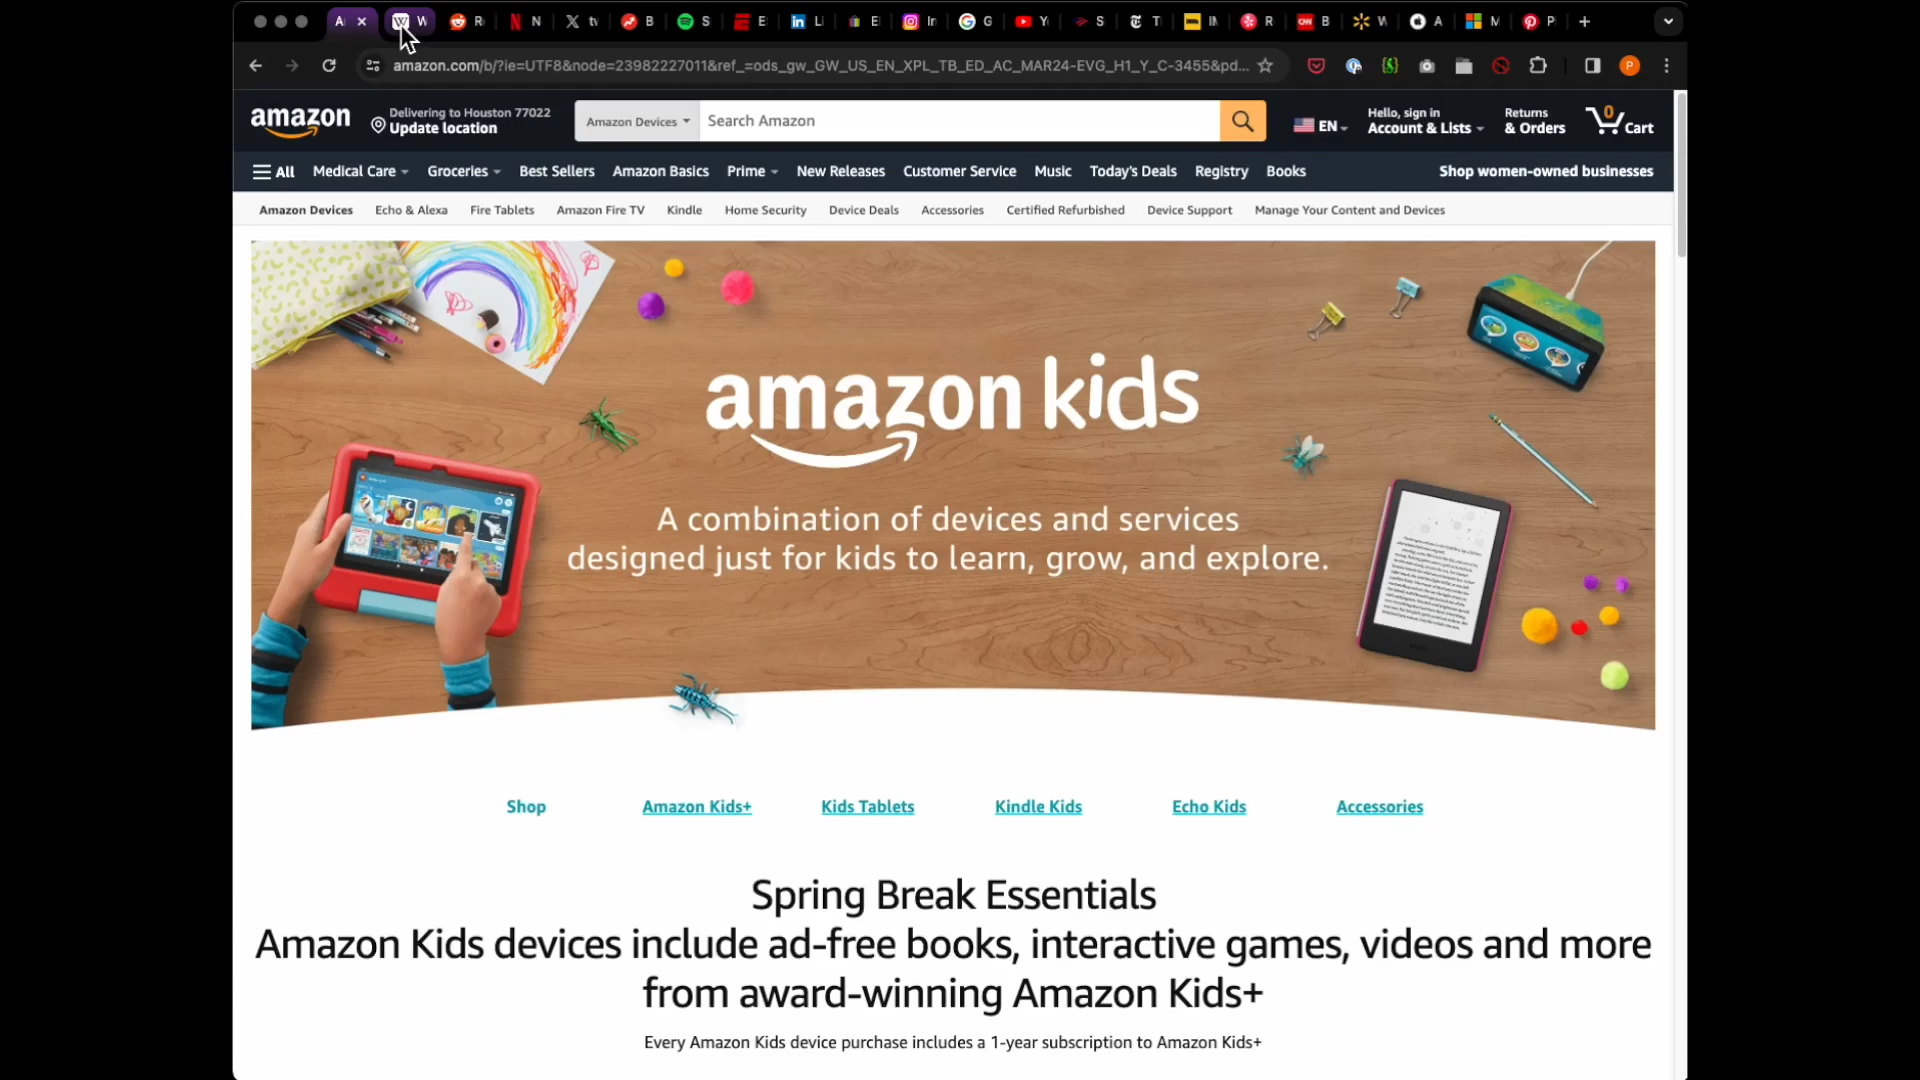 amazon.com/b/?ie=UTF8&node=23982227011&ref_=ods_gw_GW_US_EN_XPL_TB_ED_AC_MAR24-EVG_H1_Y_C-3455&pd...
amazon
Delivering to Houston 77022
Update location
Amazon Devices
Search Amazon
EN
Hello, sign in
Account & Lists
Returns
& Orders
0
Cart
All Medical Care Groceries Best Sellers Amazon Basics Prime New Releases Customer Service Music Today's Deals Registry Books Shop women-owned businesses
Amazon Devices Echo & Alexa Fire Tablets Amazon Fire TV Kindle Home Security Device Deals Accessories Certified Refurbished Device Support Manage Your Content and Devices
amazon kids
A combination of devices and services
designed just for kids to learn, grow, and explore.
Shop Amazon Kids+ Kids Tablets Kindle Kids Echo Kids Accessories
Spring Break Essentials
Amazon Kids devices include ad-free books, interactive games, videos and more
from award-winning Amazon Kids+
Every Amazon Kids device purchase includes a 1-year subscription to Amazon Kids+